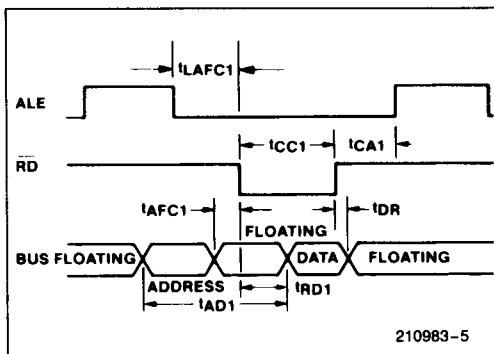 tLAFC1
ALE
tCC1 tCA1
RD
tAFC1 tDR
FLOATING
BUS FLOATING DATA FLOATING
ADDRESS
tAD1 tRD1
210983-5